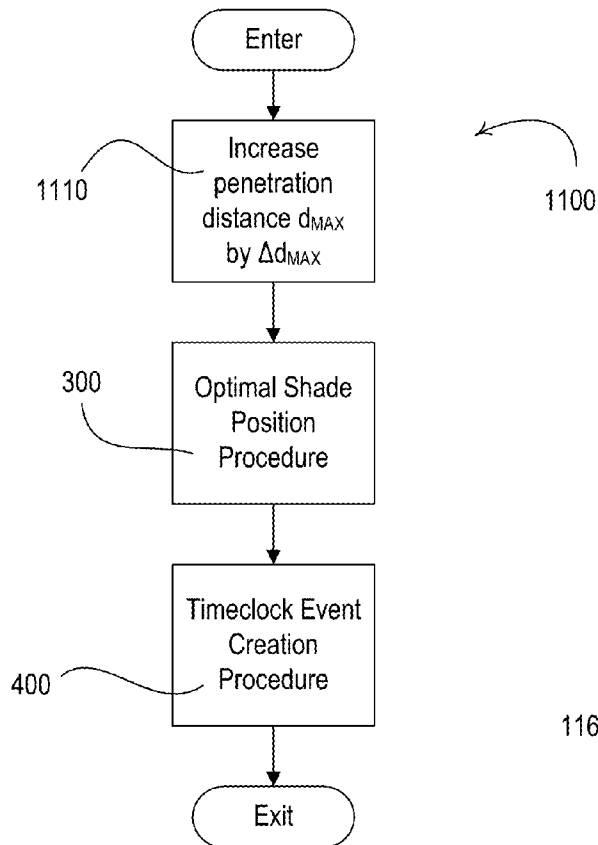 Enter
Increase
penetration
distance dMAX
by ΔdMAX
1110
1100
Optimal Shade
Position
Procedure
300
Timeclock Event
Creation
Procedure
400
116
Exit